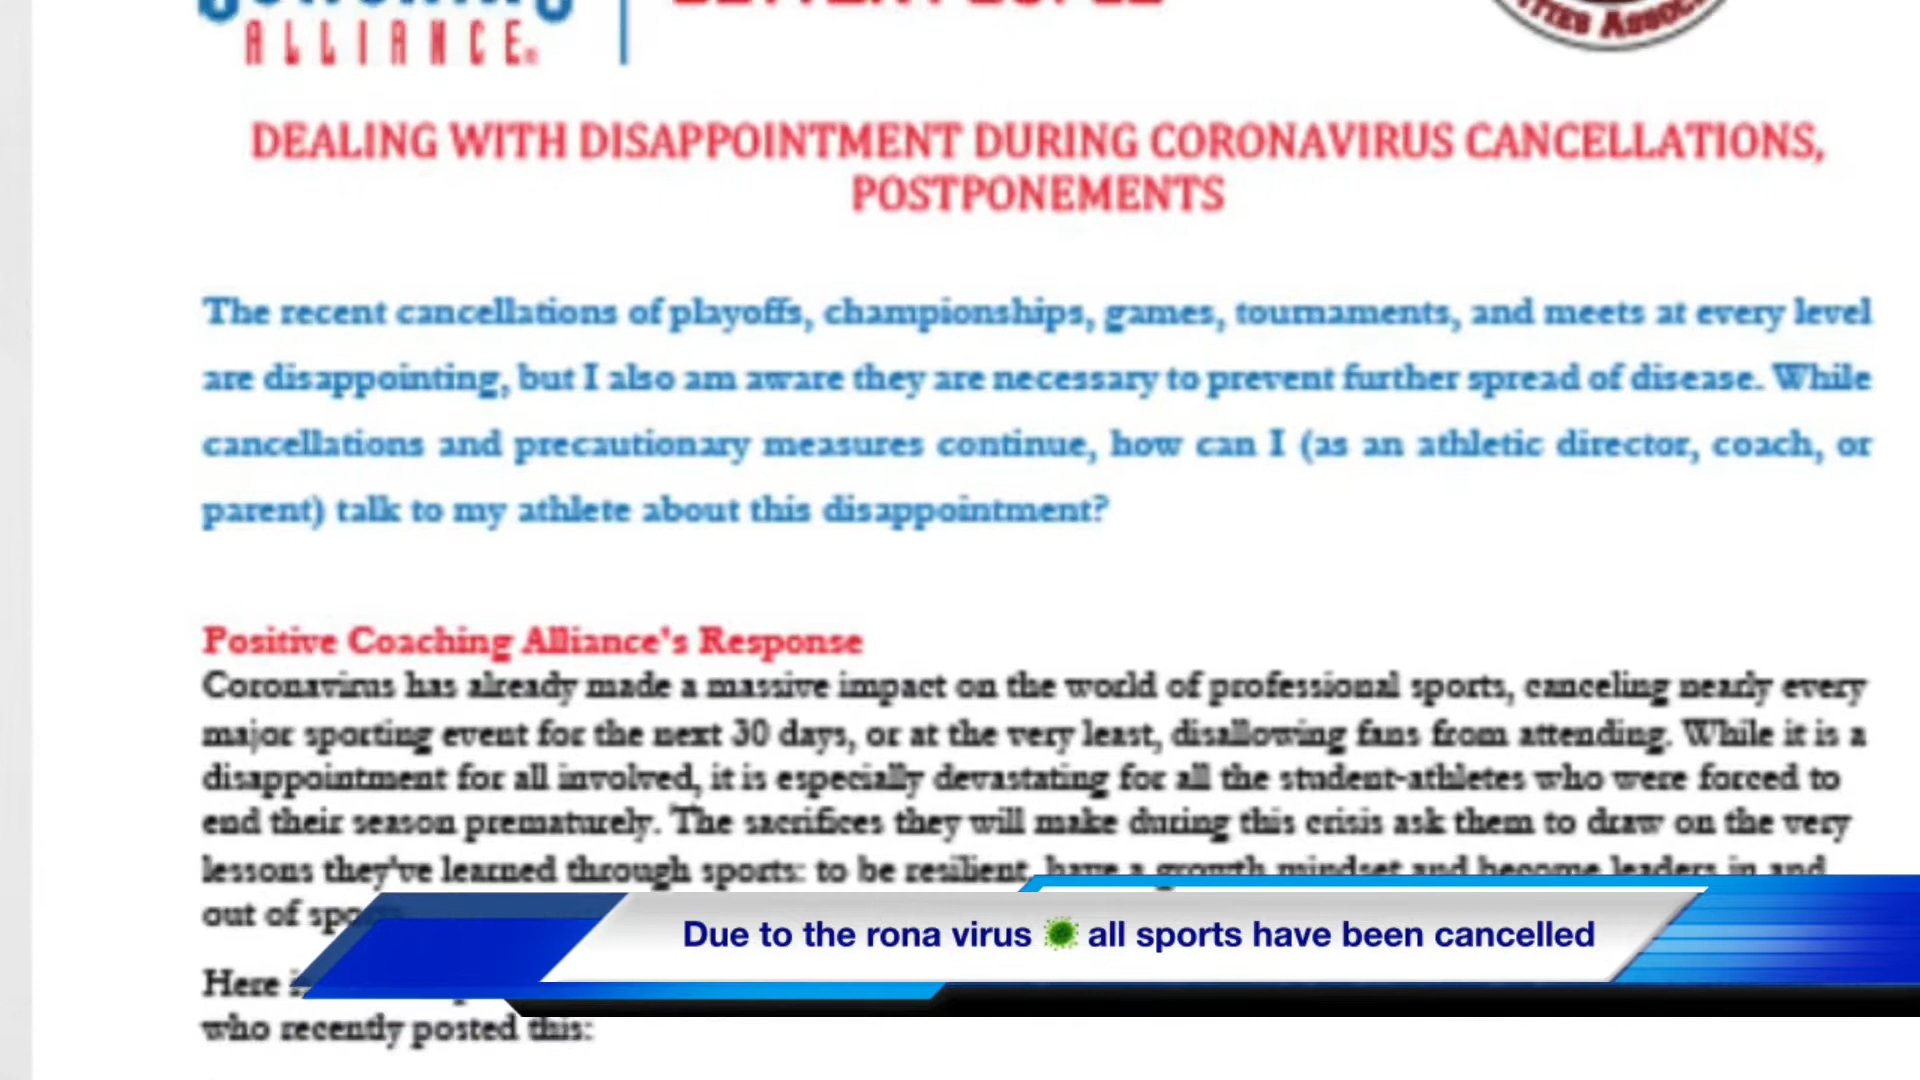 ALLIANCE
DEALING WITH DISAPPOINTMENT DURING CORONAVIRUS CANCELLATIONS,
POSTPONEMENTS
The recent cancellations of playoffs, championships, games, tournaments, and meets at every level
are disappointing, but I also am aware they are necessary to prevent further spread of disease. While
cancellations and precautionary measures continue, how can I (as an athletic director, coach, or
parent) talk to my athlete about this disappointment?
Positive Coaching Alliance's Response
Coronavirus has already made a massive impact on the world of professional sports, canceling nearly every
major sporting event for the next 30 days, or at the very least, disallowing fans from attending. While it is a
disappointment for all involved, it is especially devastating for all the student-athletes who were forced to
end their season prematurely. The sacrifices they will make during this crisis ask them to draw on the very
lessons they've learned through sports: to be resilient, have a growth mindset and become leaders in and
out of
Due to the rona virus 🦠 all sports have been cancelled
Here
who recently posted this: